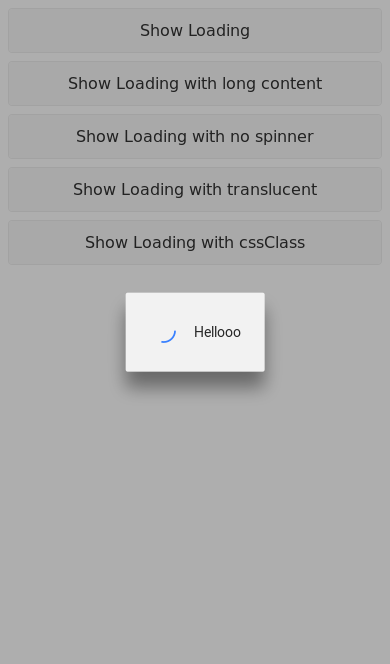 Show Loading
Show Loading with long content
Show Loading with no spinner
Show Loading with translucent
Show Loading with cssClass
Hellooo